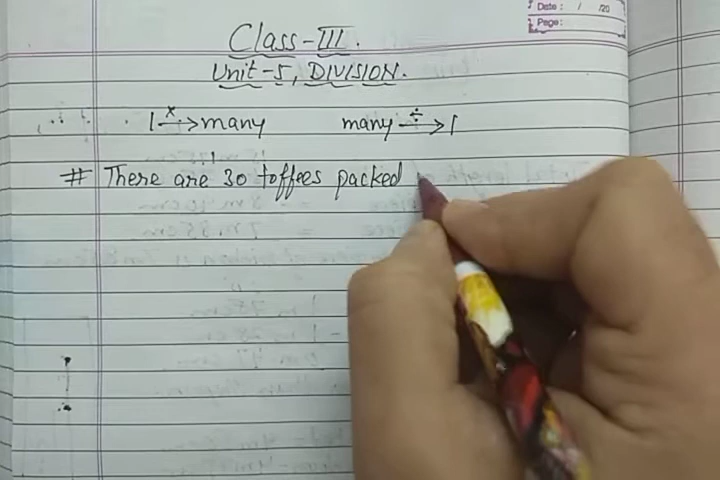 Date: / /20
Page:
Class-III.
Unit-5, DIVISION.
1 x→ many many ÷→ 1
# There are 30 toffees packed